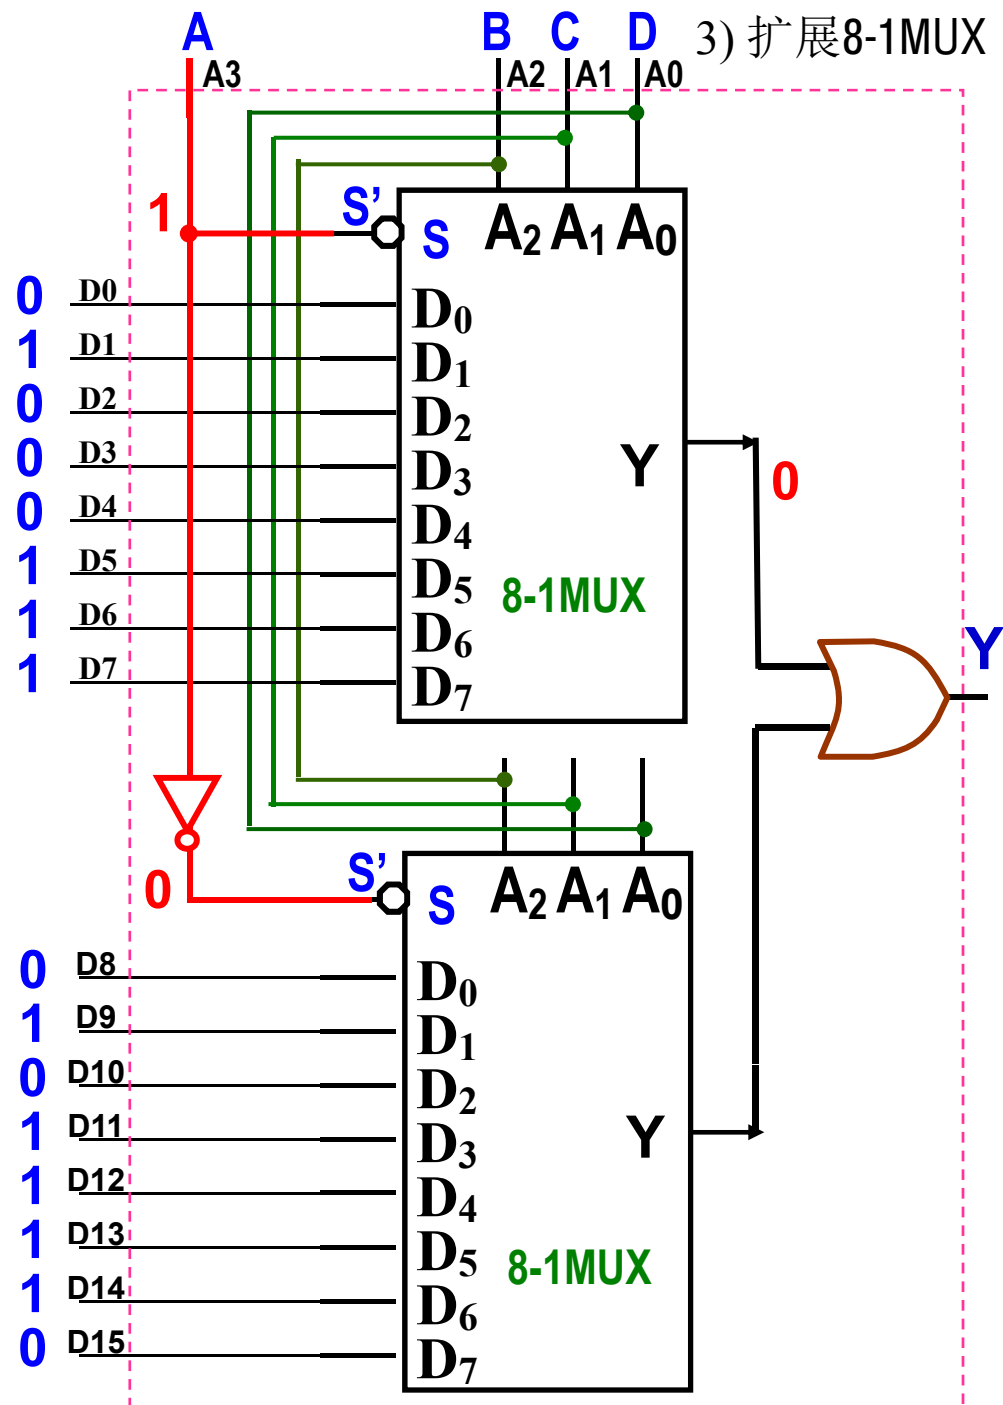 A B C D 3) 扩展8-1MUX
A3 A2 A1 A0
1 S’ S A2 A1 A0
0 D0 D0
1 D1 D1
0 D2 D2
0 D3 D3
Y
0
0 D4 D4
1 D5 D5
8-1MUX
1 D6 D6
Y
1 D7 D7
0 S’ S A2 A1 A0
0 D8 D0
1 D9 D1
0 D10 D2
1 D11 D3
Y
1 D12 D4
1 D13 D5
8-1MUX
1 D14 D6
0 D15 D7